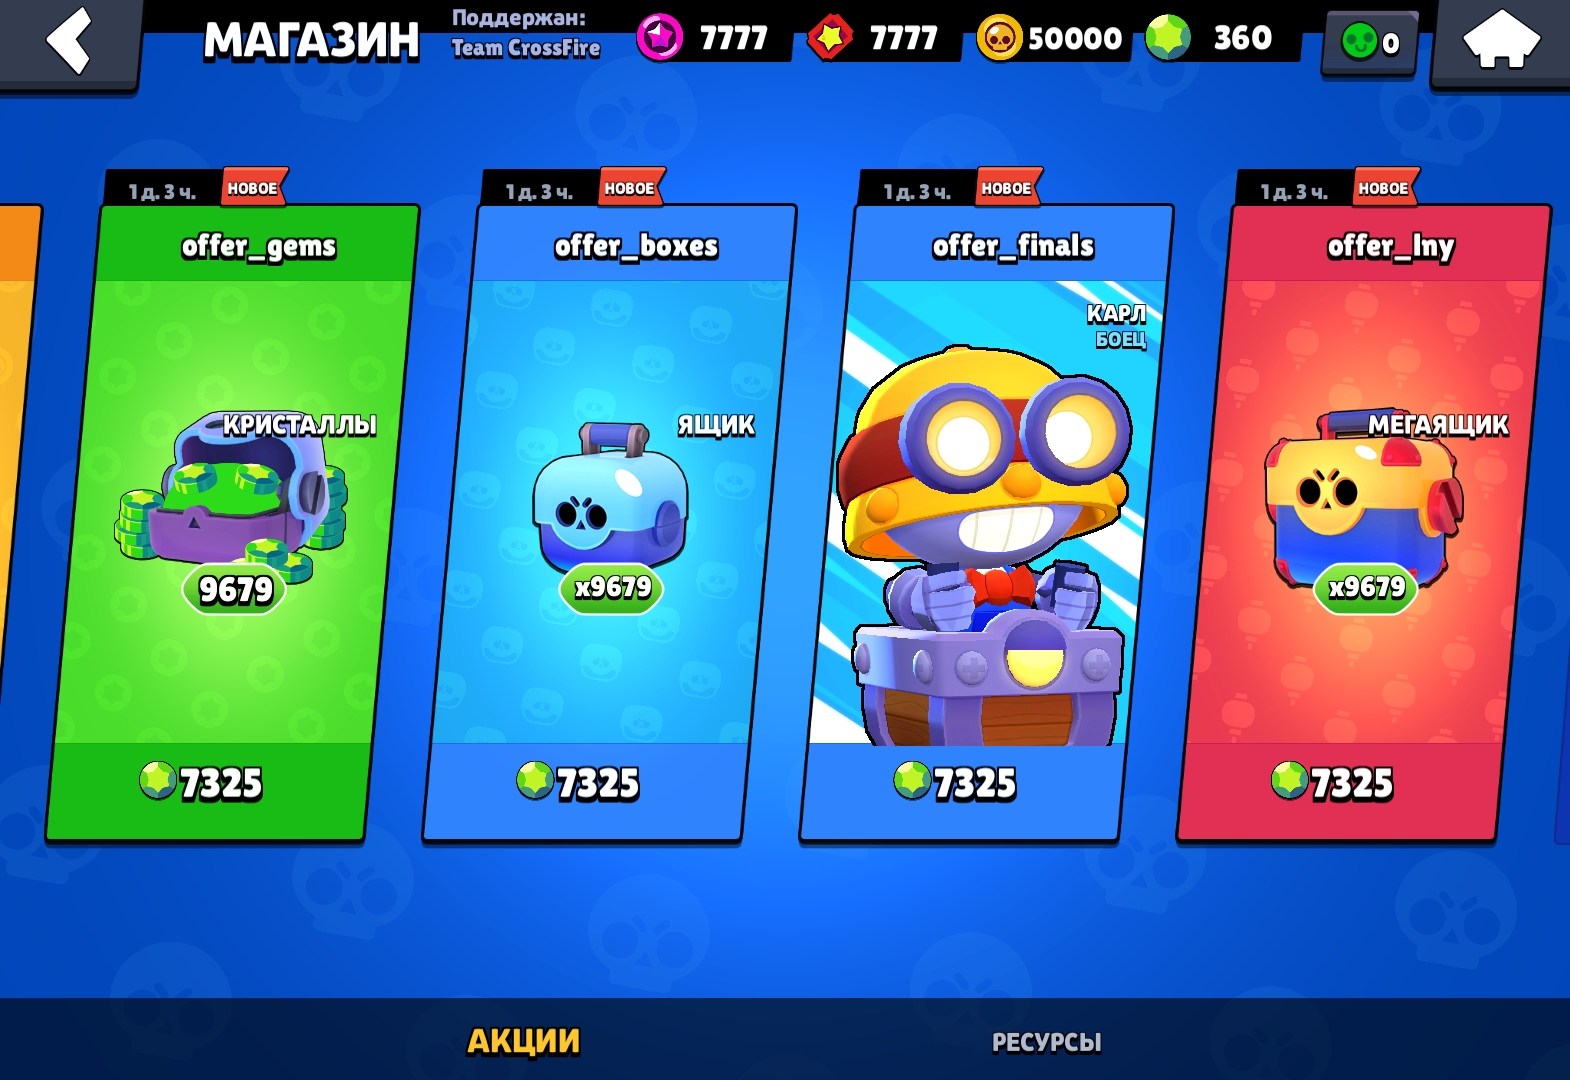 МАГАЗИН
Поддержан:
Team CrossFire
7777
7777
50000
360
0
1 д. 3 ч.
НОВОЕ
offer_gems
КРИСТАЛЛЫ
9679
7325
1 д. 3 ч.
НОВОЕ
offer_boxes
ЯЩИК
x9679
7325
1 д. 3 ч.
НОВОЕ
offer_finals
КАРЛ
БОЕЦ
7325
1 д. 3 ч.
НОВОЕ
offer_lny
МЕГАЯЩИК
x9679
7325
АКЦИИ
РЕСУРСЫ